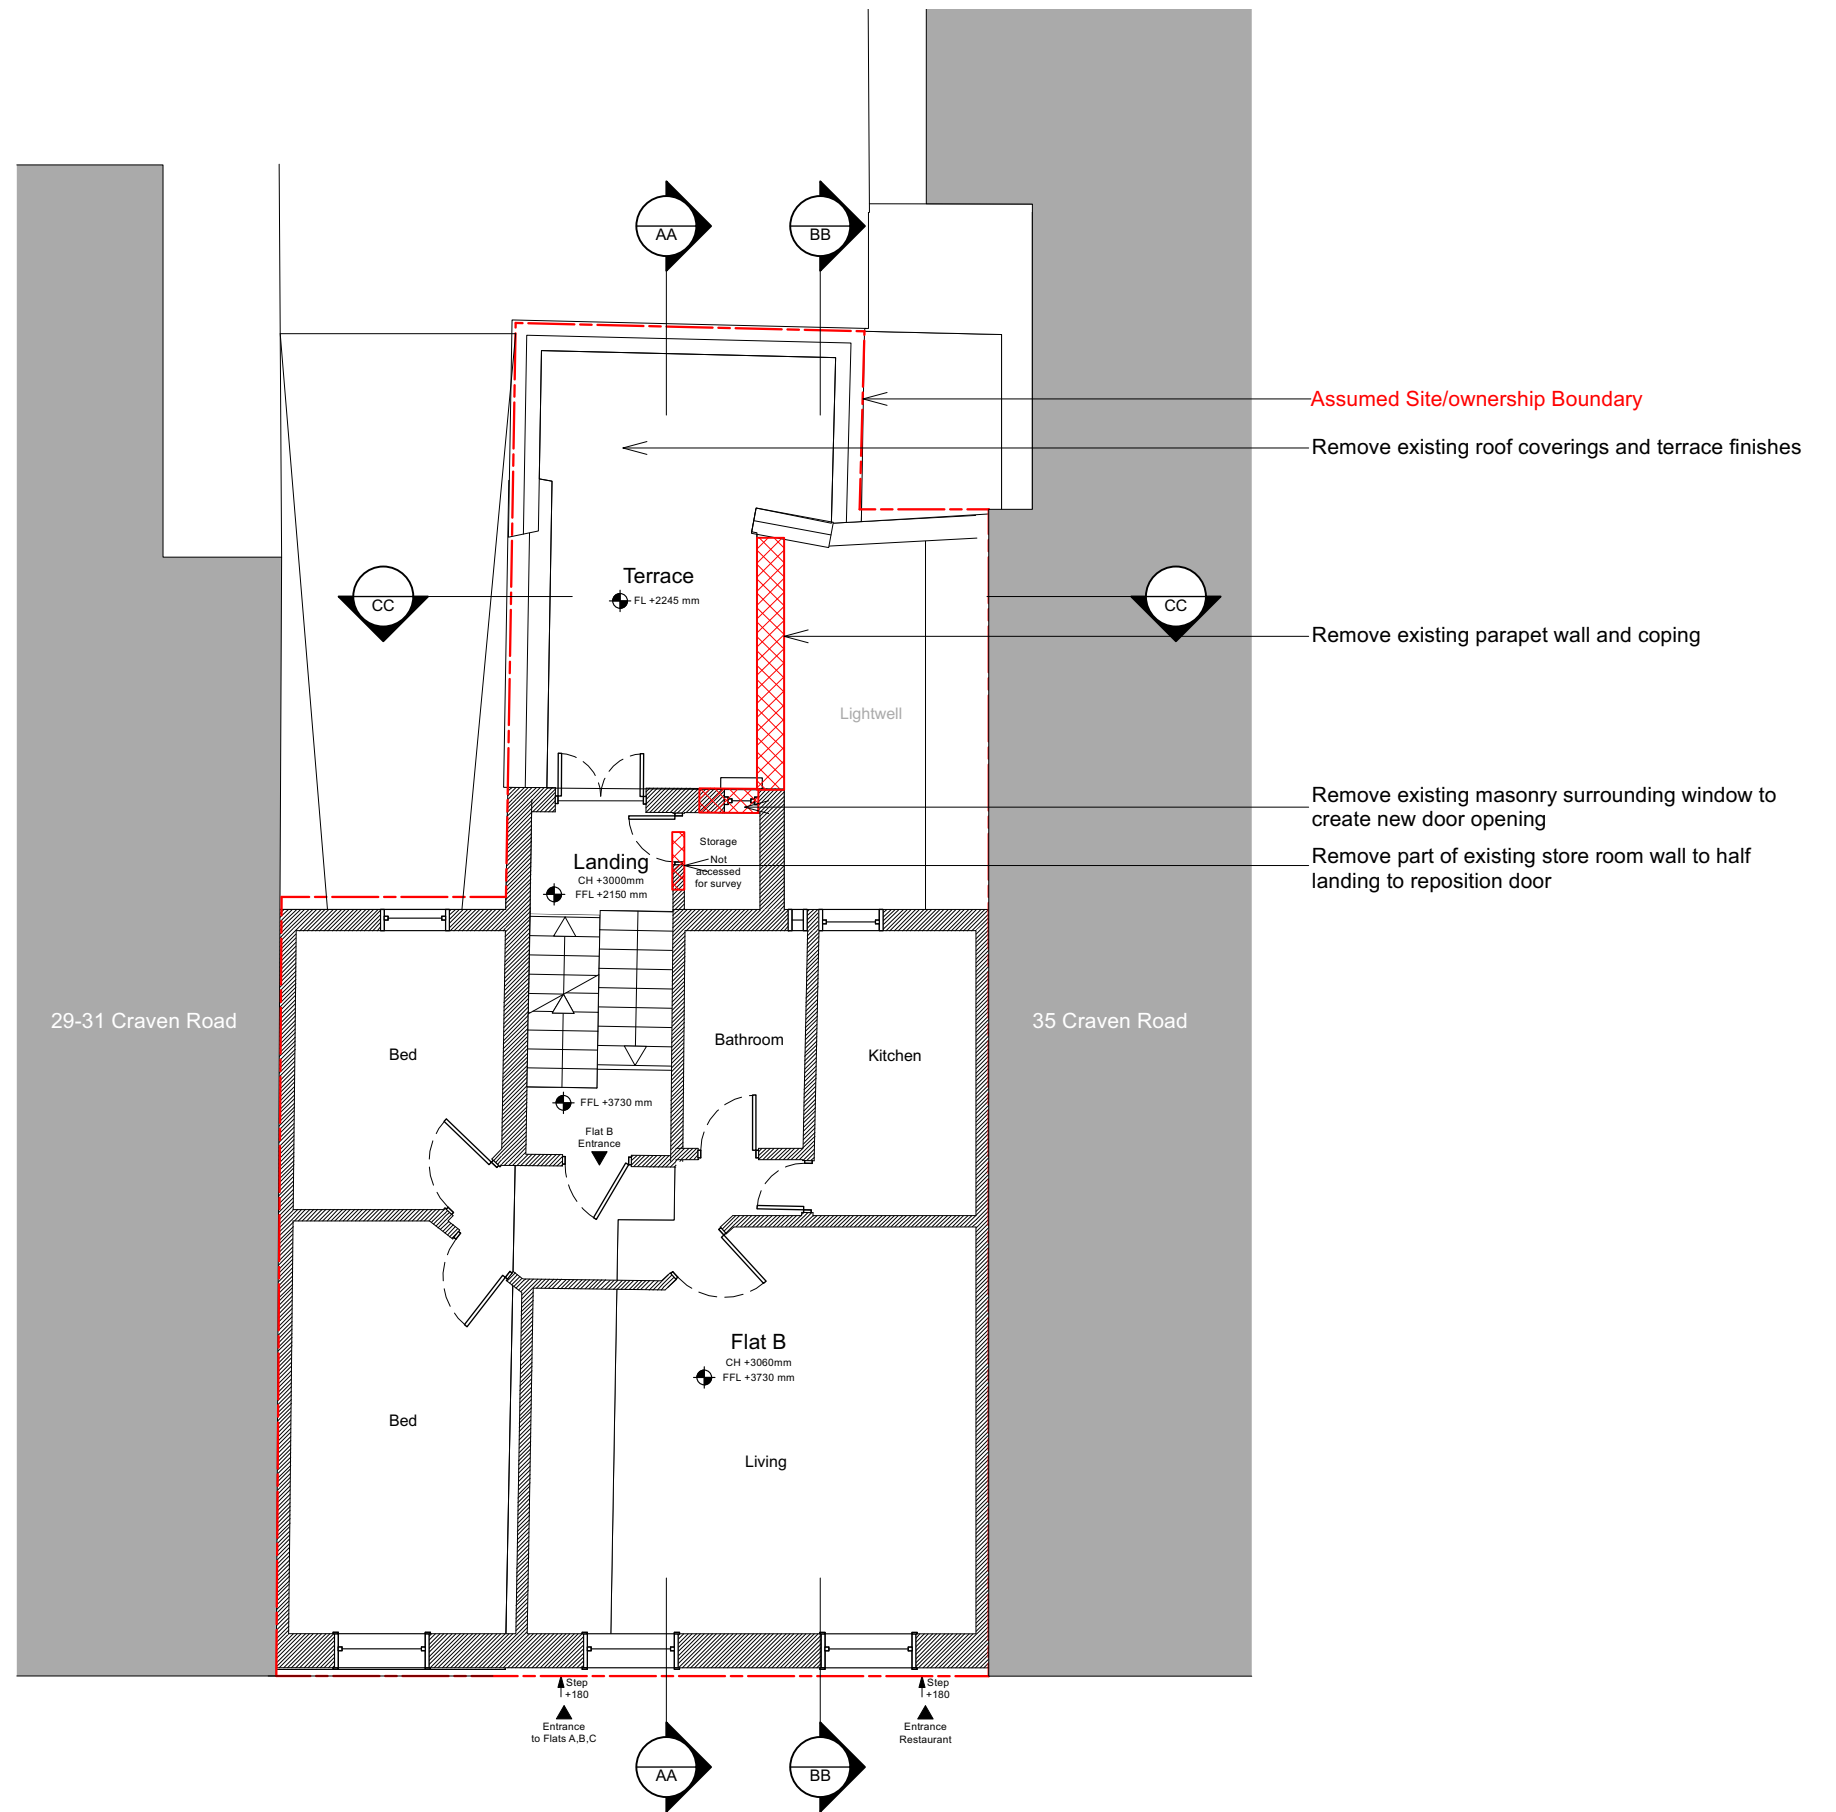 AA
BB
Assumed Site/ownership Boundary
Remove existing roof coverings and terrace finishes
Terrace
FL +2245 mm
CC
CC
Remove existing parapet wall and coping
Lightwell
Remove existing masonry surrounding window to
create new door opening
Storage
Not
accessed
for survey
Landing
CH +3000mm
FFL +2150 mm
Remove part of existing store room wall to half
landing to reposition door
29-31 Craven Road
35 Craven Road
Bed
Bathroom
Kitchen
FFL +3730 mm
Flat B
Entrance
Flat B
CH +3060mm
FFL +3730 mm
Bed
Living
Step
+180
Entrance
to Flats A,B,C
Step
+180
Entrance
Restaurant
AA
BB